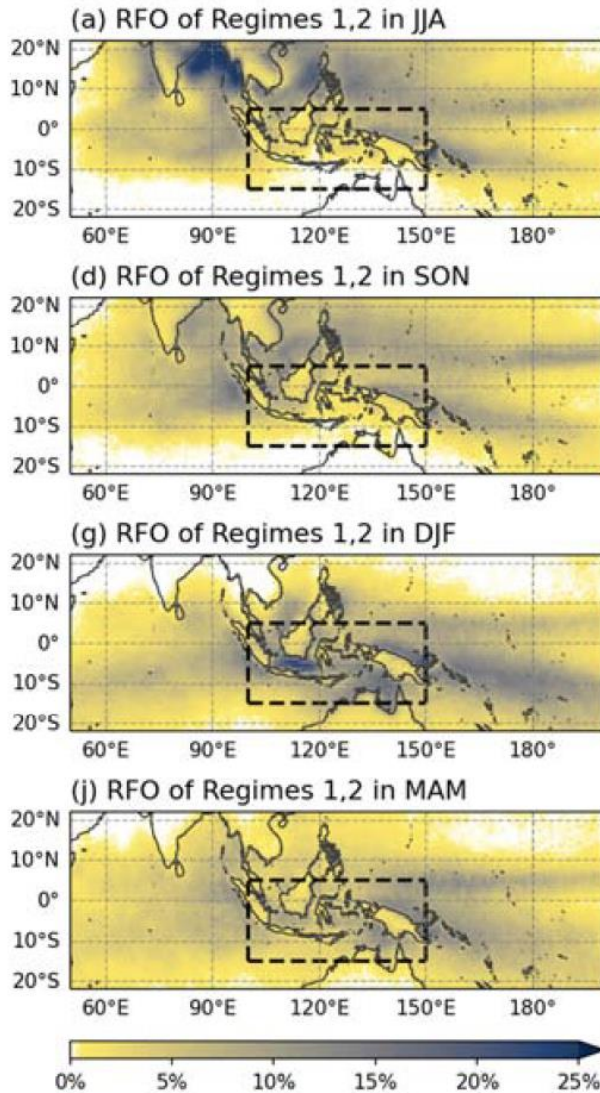 (a) RFO of Regimes 1,2 in JJA
20°N
10°N
0°
10°S
20°S
60°E 90°E 120°E 150°E 180°
(d) RFO of Regimes 1,2 in SON
20°N
10°N
0°
10°S
20°S
60°E 90°E 120°E 150°E 180°
(g) RFO of Regimes 1,2 in DJF
20°N
10°N
0°
10°S
20°S
60°E 90°E 120°E 150°E 180°
(j) RFO of Regimes 1,2 in MAM
20°N
10°N
0°
10°S
20°S
60°E 90°E 120°E 150°E 180°
0% 5% 10% 15% 20% 25%